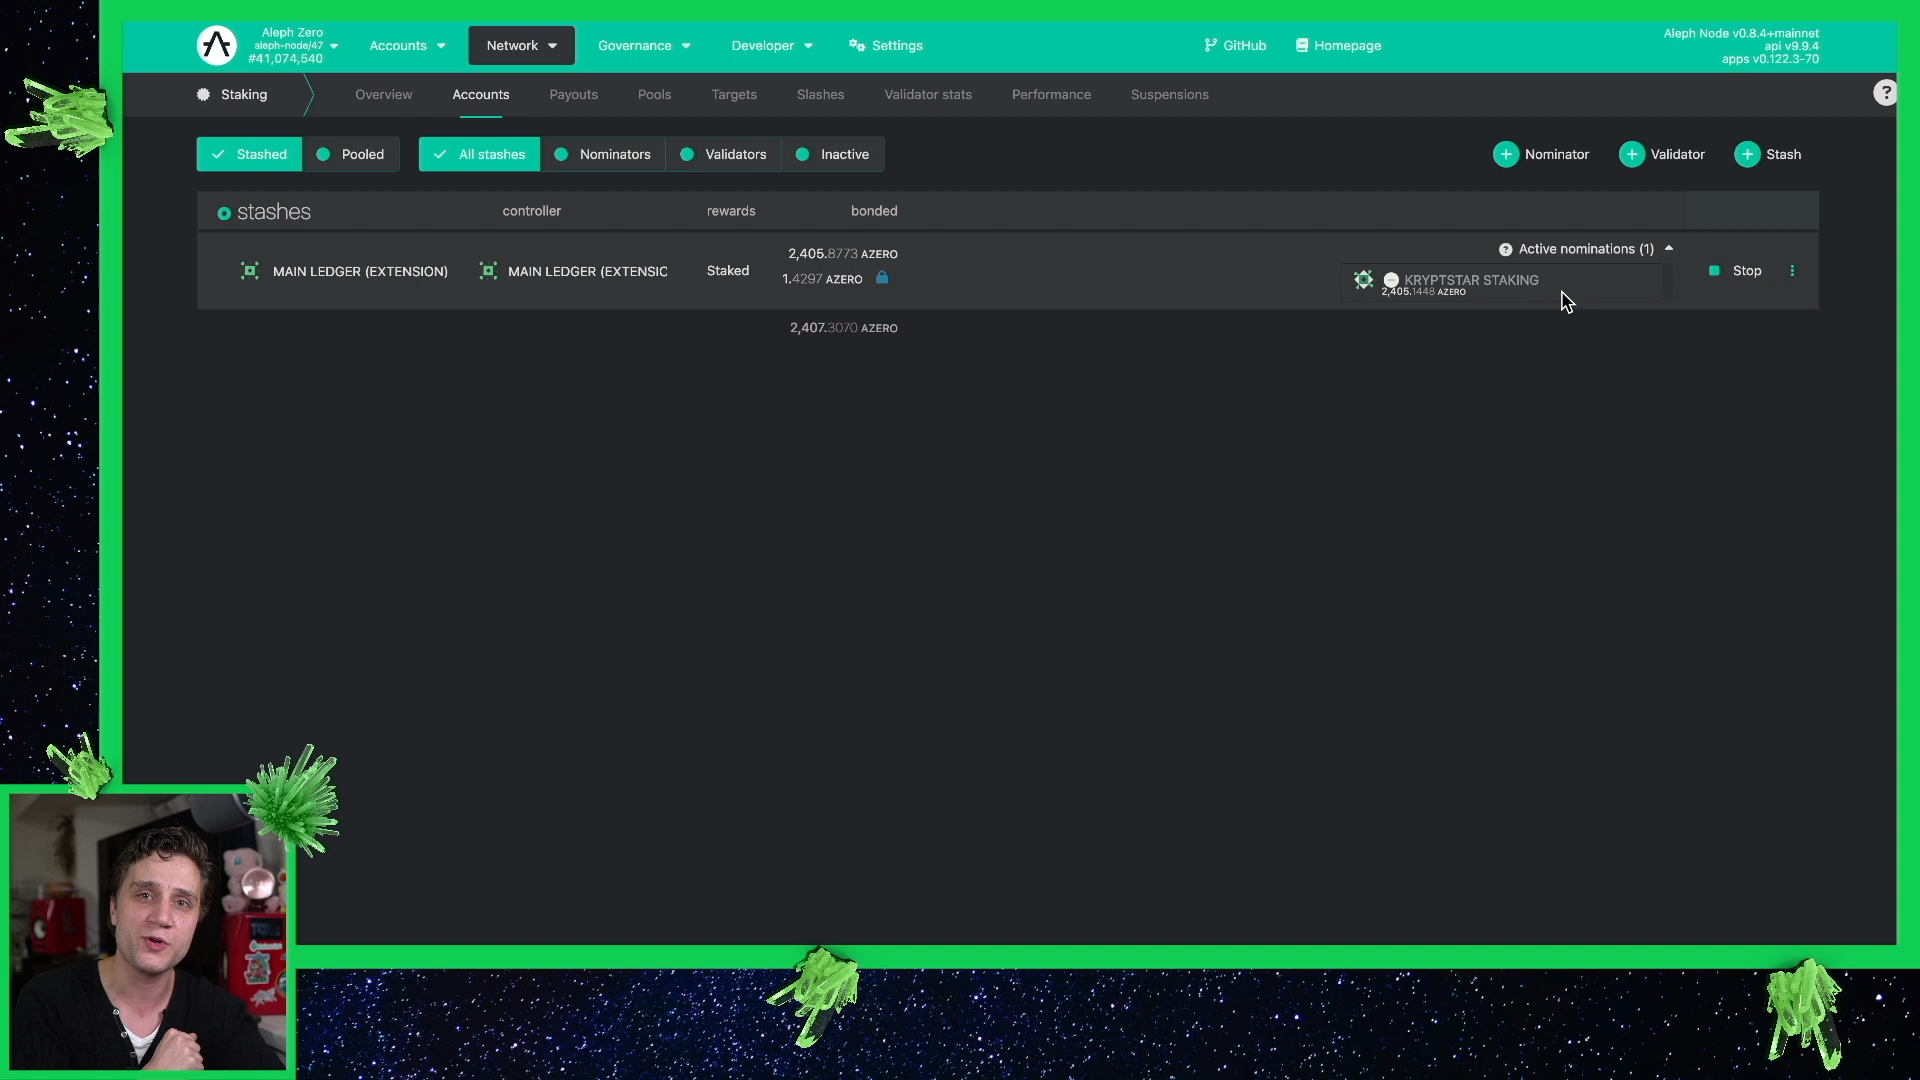 Aleph Zero
aleph-node/47
#41,074,540
Accounts
Network
Governance
Developer
Settings
GitHub
Homepage
Aleph Node v0.8.4+mainnet
api v9.9.4
apps v0.122.3-70
Staking
Overview
Accounts
Payouts
Pools
Targets
Slashes
Validator stats
Performance
Suspensions
?
Stashed
Pooled
All stashes
Nominators
Validators
Inactive
Nominator
Validator
Stash
stashes
controller
rewards
bonded
MAIN LEDGER (EXTENSION)
MAIN LEDGER (EXTENSIO
Staked
2,405.8773 AZERO
1.4297 AZERO
? Active nominations (1)
KRYPTSTAR STAKING
2,405.1448 AZERO
Stop
2,407.3070 AZERO